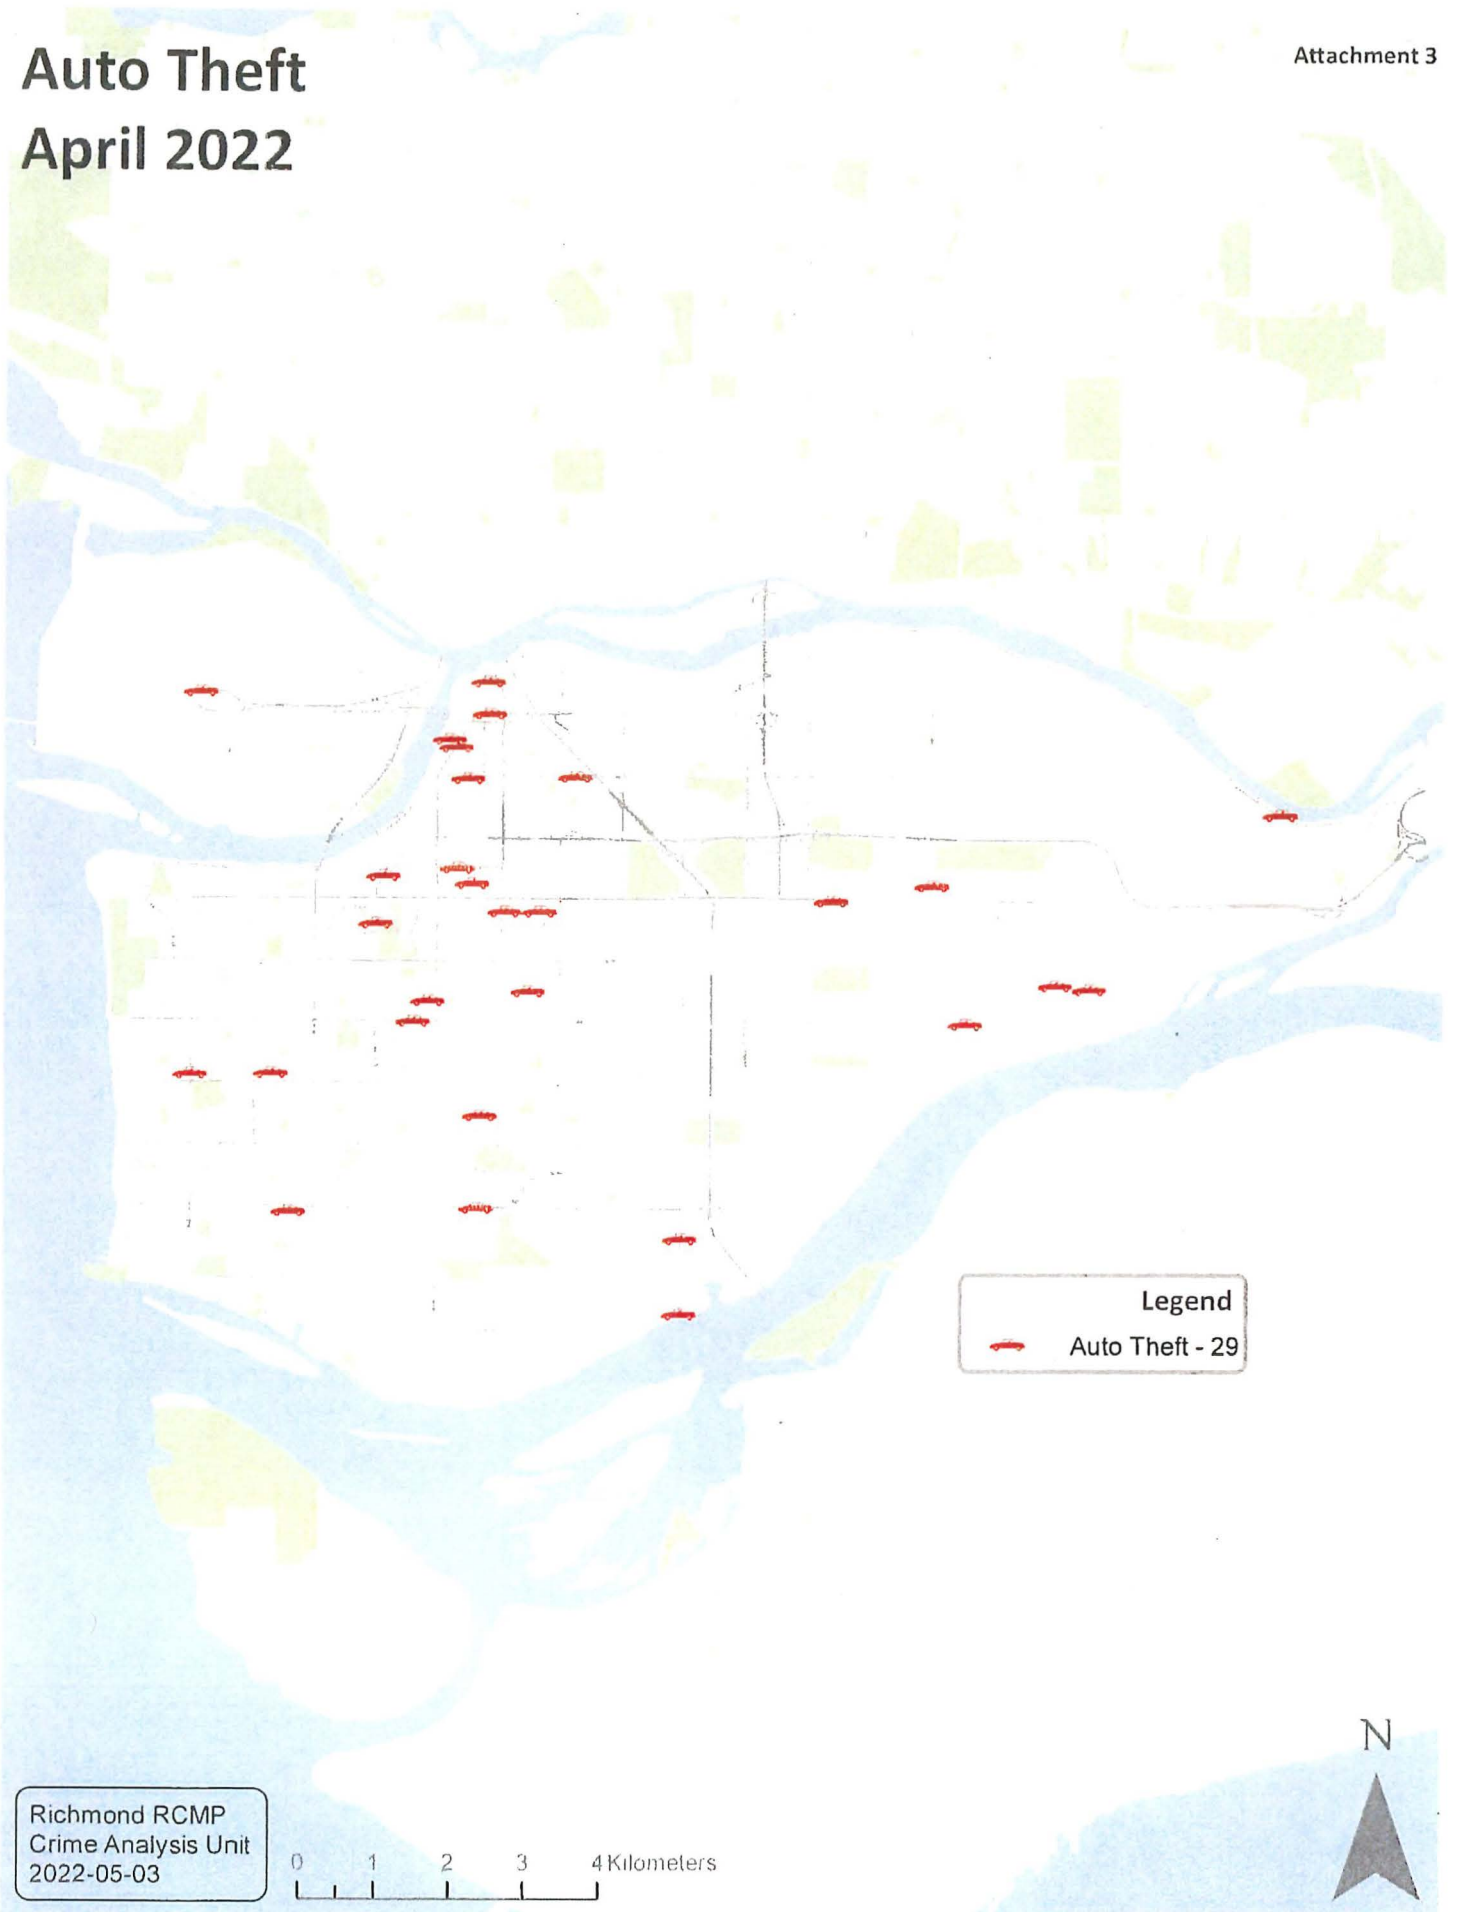 Auto Theft
April 2022
Attachment 3
Legend
Auto Theft - 29
N
Richmond RCMP
Crime Analysis Unit
2022-05-03
0 1 2 3 4 Kilometers